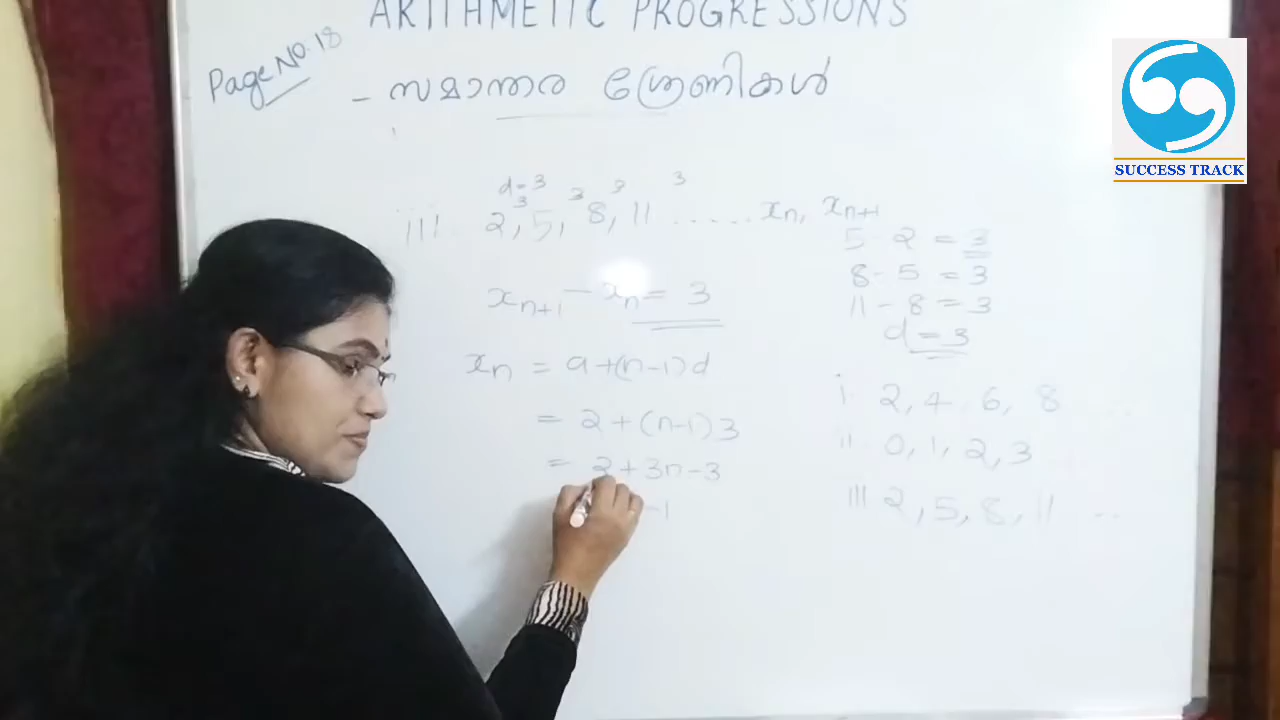 ARITHMETIC PROGRESSIONS
Page No: 18
- സമാന്തര ശ്രേണികൾ
d=3
3 3 3 3
iii. 2, 5, 8, 11 ...... xn, xn+1
5 - 2 = 3
8 - 5 = 3
11 - 8 = 3
d = 3
xn+1 - xn = 3
xn = a+(n-1)d
= 2+(n-1)3
= 2+3n-3
-1
i. 2, 4, 6, 8 ...
ii 0, 1, 2, 3
iii 2, 5, 8, 11 ...
SUCCESS TRACK